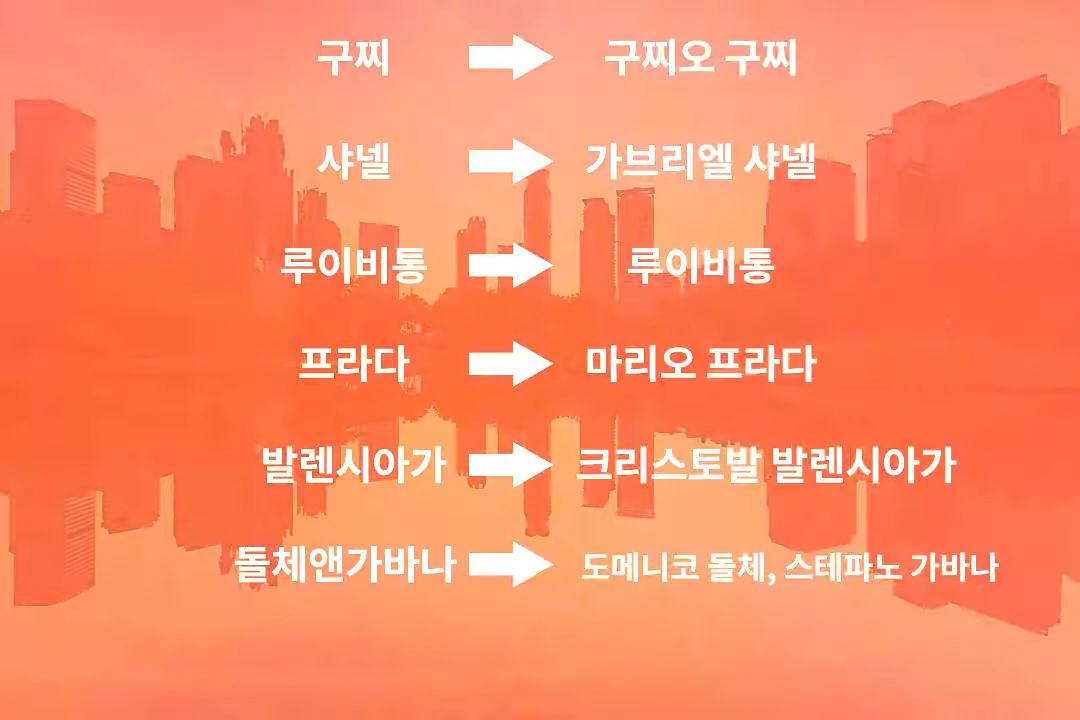 구찌 ➡ 구찌오 구찌
샤넬 ➡ 가브리엘 샤넬
루이비통 ➡ 루이비통
프라다 ➡ 마리오 프라다
발렌시아가 ➡ 크리스토발 발렌시아가
돌체앤가바나 ➡ 도메니코 돌체, 스테파노 가바나